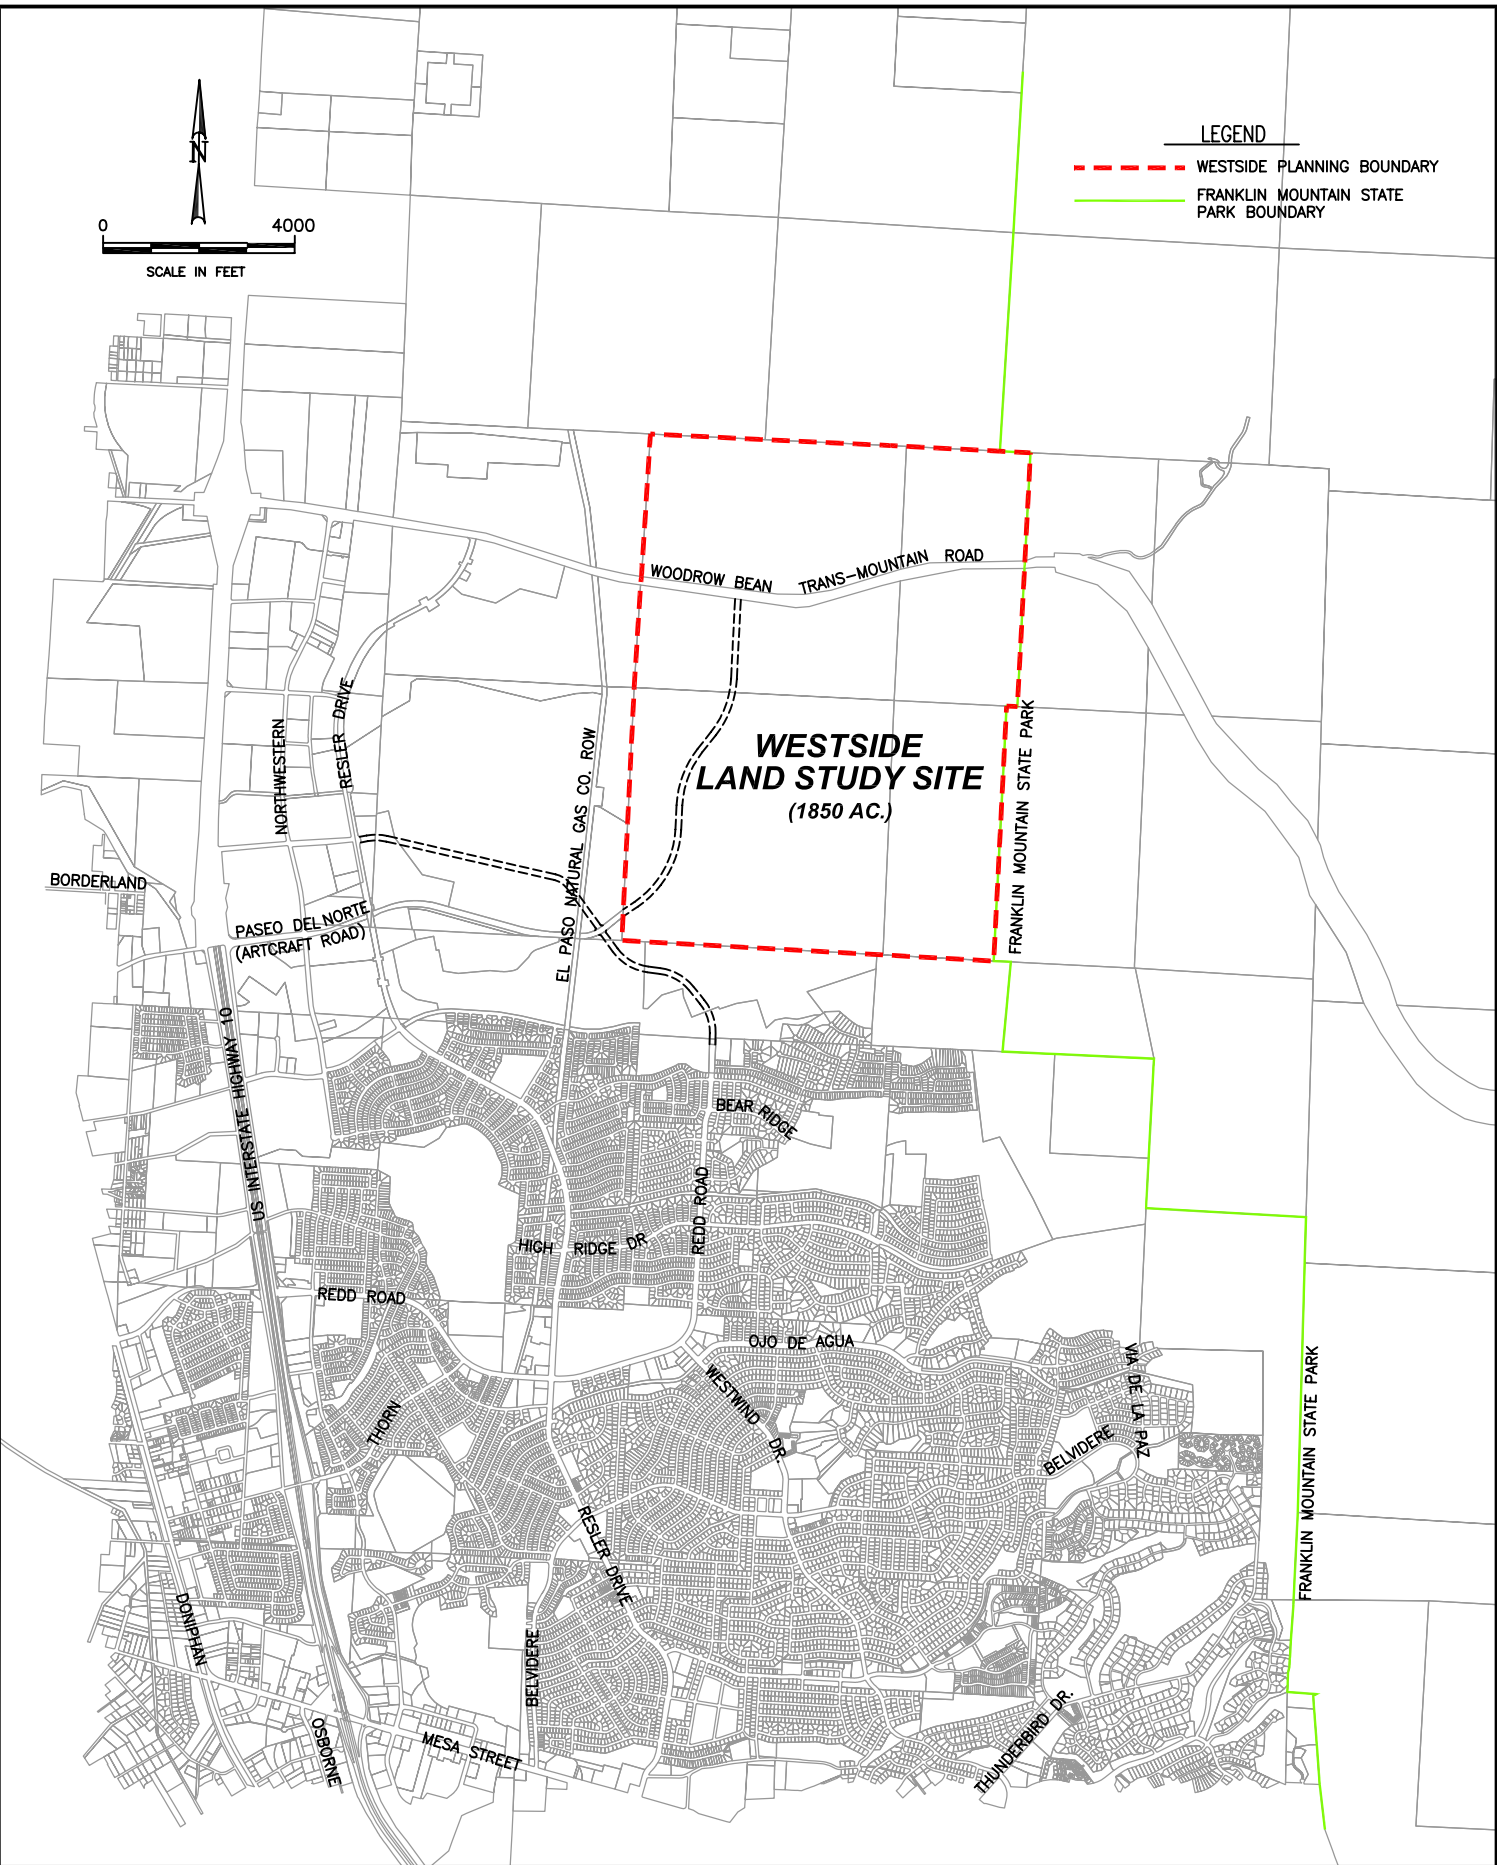 LEGEND
WESTSIDE PLANNING BOUNDARY
FRANKLIN MOUNTAIN STATE
PARK BOUNDARY
N
0 4000
SCALE IN FEET
WOODROW BEAN TRANS-MOUNTAIN ROAD
WESTSIDE
LAND STUDY SITE
(1850 AC.)
FRANKLIN MOUNTAIN STATE PARK
RESLER DRIVE
NORTHWESTERN
EL PASO NATURAL GAS CO. ROW
BORDERLAND
PASEO DEL NORTE
(ARTCRAFT ROAD)
US INTERSTATE HIGHWAY 10
BEAR RIDGE
REDD ROAD
HIGH RIDGE DR
REDD ROAD
OJO DE AGUA
WESTWIND DR.
VIA DE LA PAZ
BELVIDERE
THORN
FRANKLIN MOUNTAIN STATE PARK
RESLER DRIVE
DONIPHAN
BELVIDERE
OSBORNE
MESA STREET
THUNDERBIRD DR.